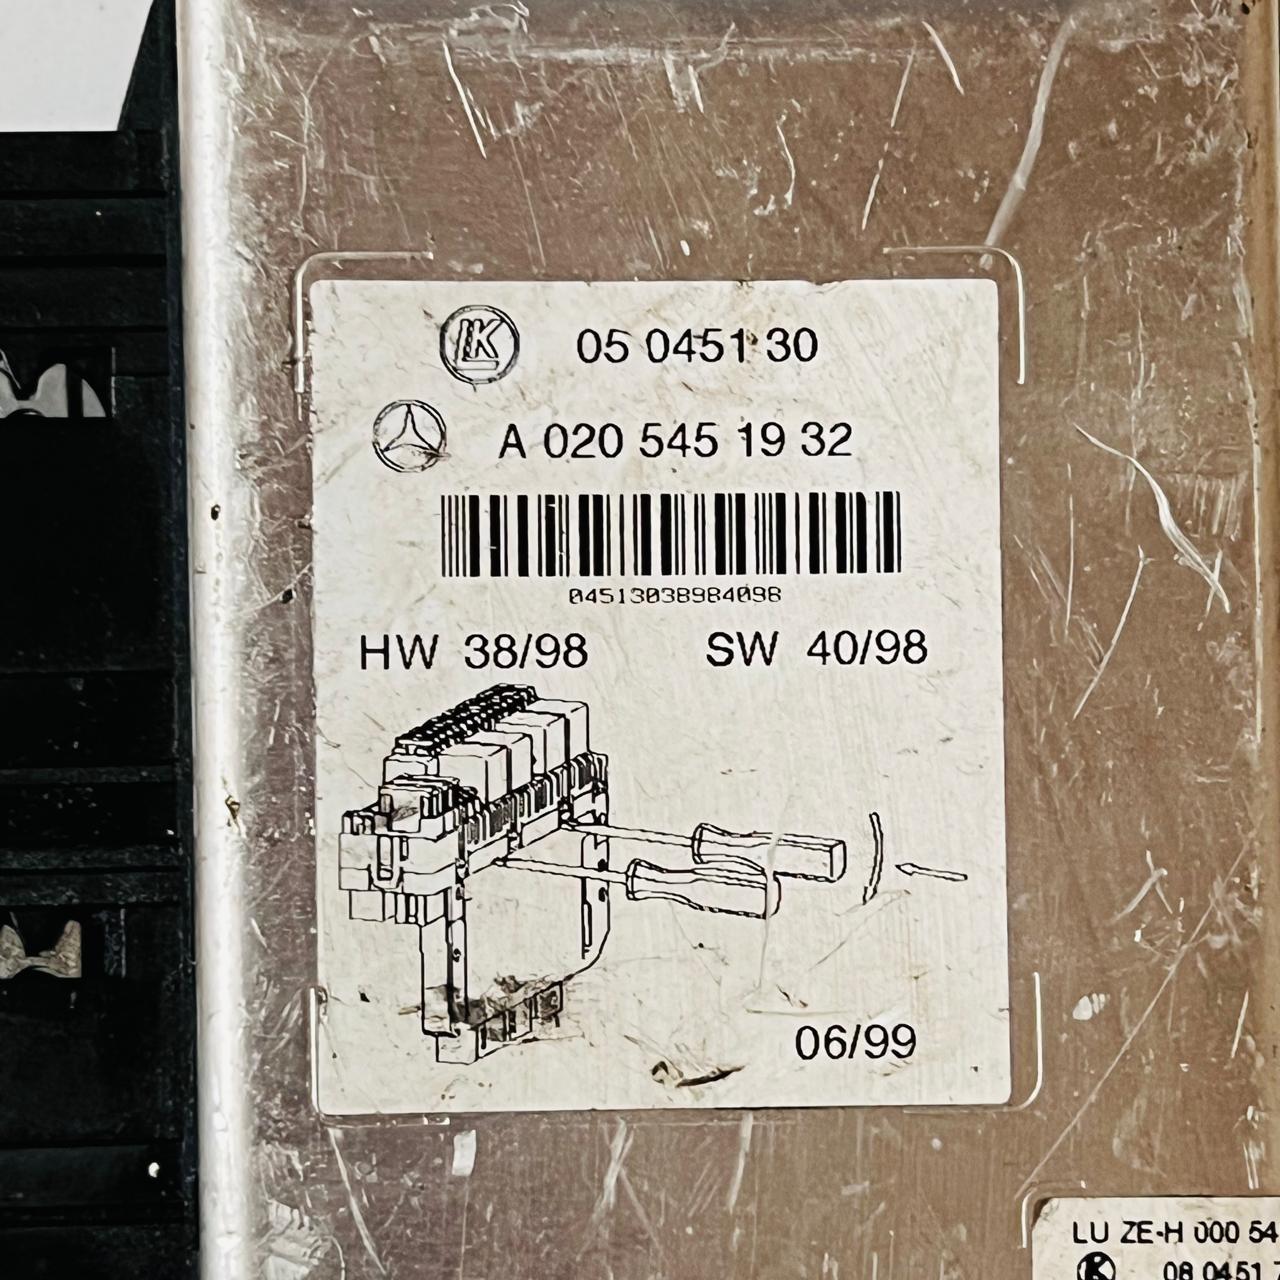 LK 05 0451 30
A 020 545 19 32
04513038984098
HW 38/98 SW 40/98
06/99
LU ZE-H 000 54
K 08 0451